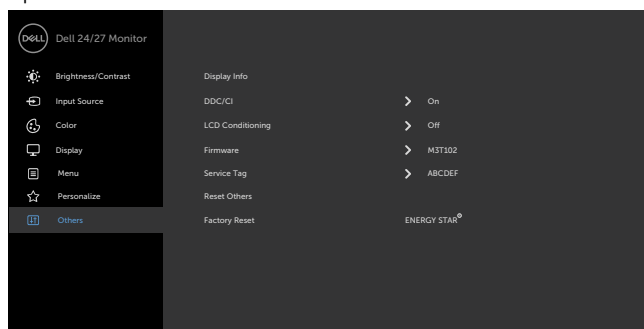 DELL Dell 24/27 Monitor
Brightness/Contrast Display Info
Input Source DDC/CI On
Color LCD Conditioning Off
Display Firmware M3T102
Menu Service Tag ABCDEF
Personalize Reset Others
Others Factory Reset ENERGY STAR®